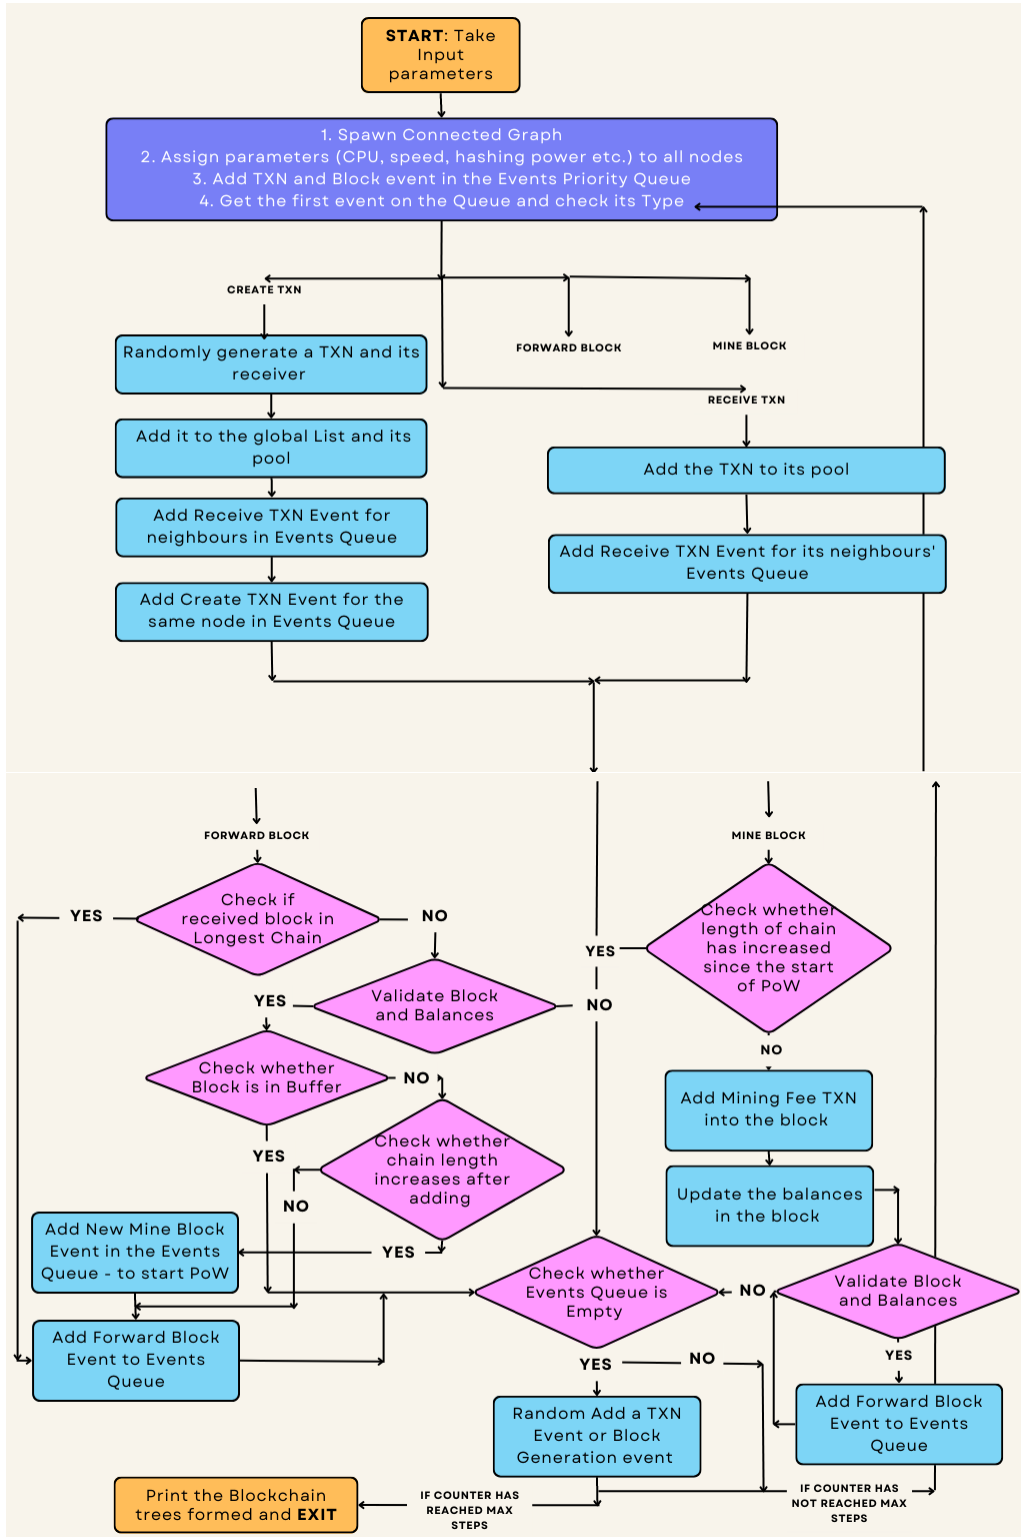 START: Take
Input
parameters
1. Spawn Connected Graph
2. Assign parameters (CPU, speed, hashing power etc.) to all nodes
3. Add TXN and Block event in the Events Priority Queue
4. Get the first event on the Queue and check its Type
CREATE TXN
FORWARD BLOCK
MINE BLOCK
Randomly generate a TXN and its
receiver
RECEIVE TXN
Add it to the global List and its
pool
Add the TXN to its pool
Add Receive TXN Event for
neighbours in Events Queue
Add Receive TXN Event for its neighbours'
Events Queue
Add Create TXN Event for the
same node in Events Queue
FORWARD BLOCK
MINE BLOCK
Check if
received block in
Longest Chain
YES
NO
Check whether
length of chain
has increased
since the start
of PoW
YES
Validate Block
and Balances
YES
NO
NO
Check whether
Block is in Buffer
NO
Add Mining Fee TXN
into the block
Check whether
chain length
increases after
adding
YES
NO
Update the balances
in the block
Add New Mine Block
Event in the Events
Queue - to start PoW
YES
Check whether
Events Queue is
Empty
NO
Validate Block
and Balances
Add Forward Block
Event to Events
Queue
YES
NO
YES
Random Add a TXN
Event or Block
Generation event
Add Forward Block
Event to Events
Queue
Print the Blockchain
trees formed and EXIT
IF COUNTER HAS
REACHED MAX
STEPS
IF COUNTER HAS
NOT REACHED MAX
STEPS